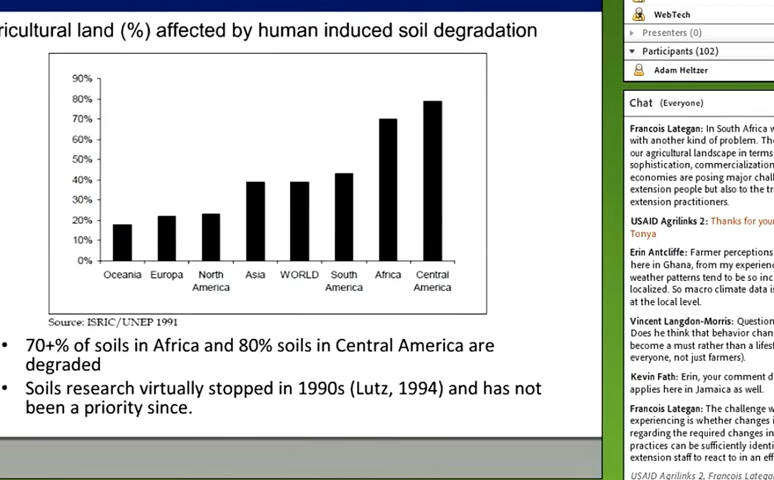 ricultural land (%) affected by human induced soil degradation
90%
80%
70%
60%
50%
40%
30%
20%
10%
0%
Oceania Europa North America Asia WORLD South America Africa Central America
Source: ISRIC/UNEP 1991
• 70+% of soils in Africa and 80% soils in Central America are
degraded
• Soils research virtually stopped in 1990s (Lutz, 1994) and has not
been a priority since.
WebTech
Presenters (0)
Participants (102)
Adam Heltzer
Chat (Everyone)
Francois Lategan: In South Africa w
with another kind of problem. The
our agricultural landscape in terms
sophistication, commercialization
economies are posing major chall
extension people but also to the tr
extension practitioners.
USAID Agrilinks 2: Thanks for your
Tonya
Erin Antcliffe: Farmer perceptions
here in Ghana, from my experienc
weather patterns tend to be so inc
localized. So macro climate data is
at the local level.
Vincent Langdon-Morris: Question
Does he think that behavior chan
become a must rather than a lifest
everyone, not just farmers).
Kevin Fath: Erin, your comment d
applies here in Jamaica as well.
Francois Lategan: The challenge w
experiencing is whether changes i
regarding the required changes in
practices can be sufficiently identi
extension staff to react to in an eff
USAID Agrilinks 2, Francois Lategan